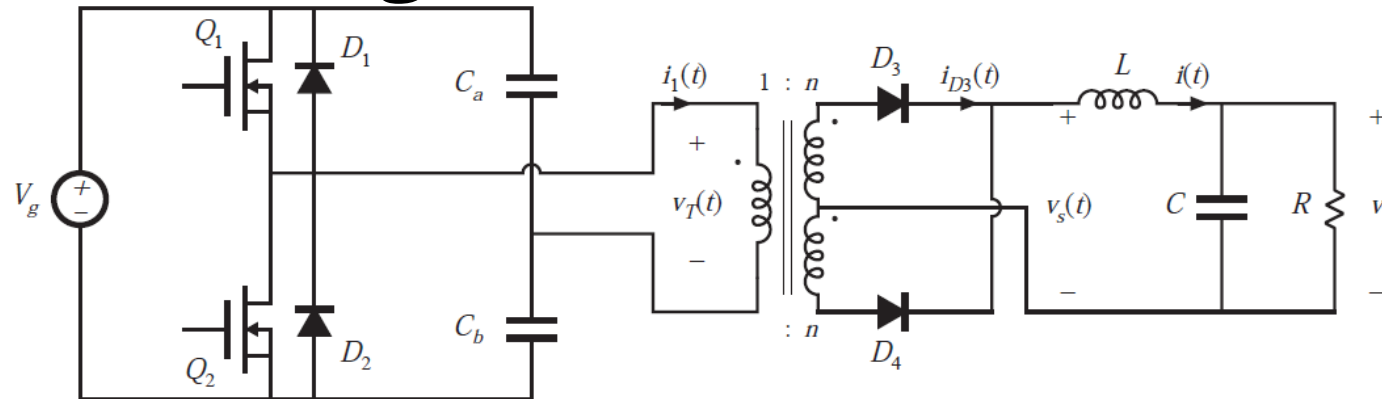 Q1
D1
Ca
i1(t)
1 : n
D3
iD3(t)
L
i(t)
+
−
Vg
+
vT(t)
−
+
vs(t)
−
C
R
+
v
−
Q2
D2
Cb
: n
D4